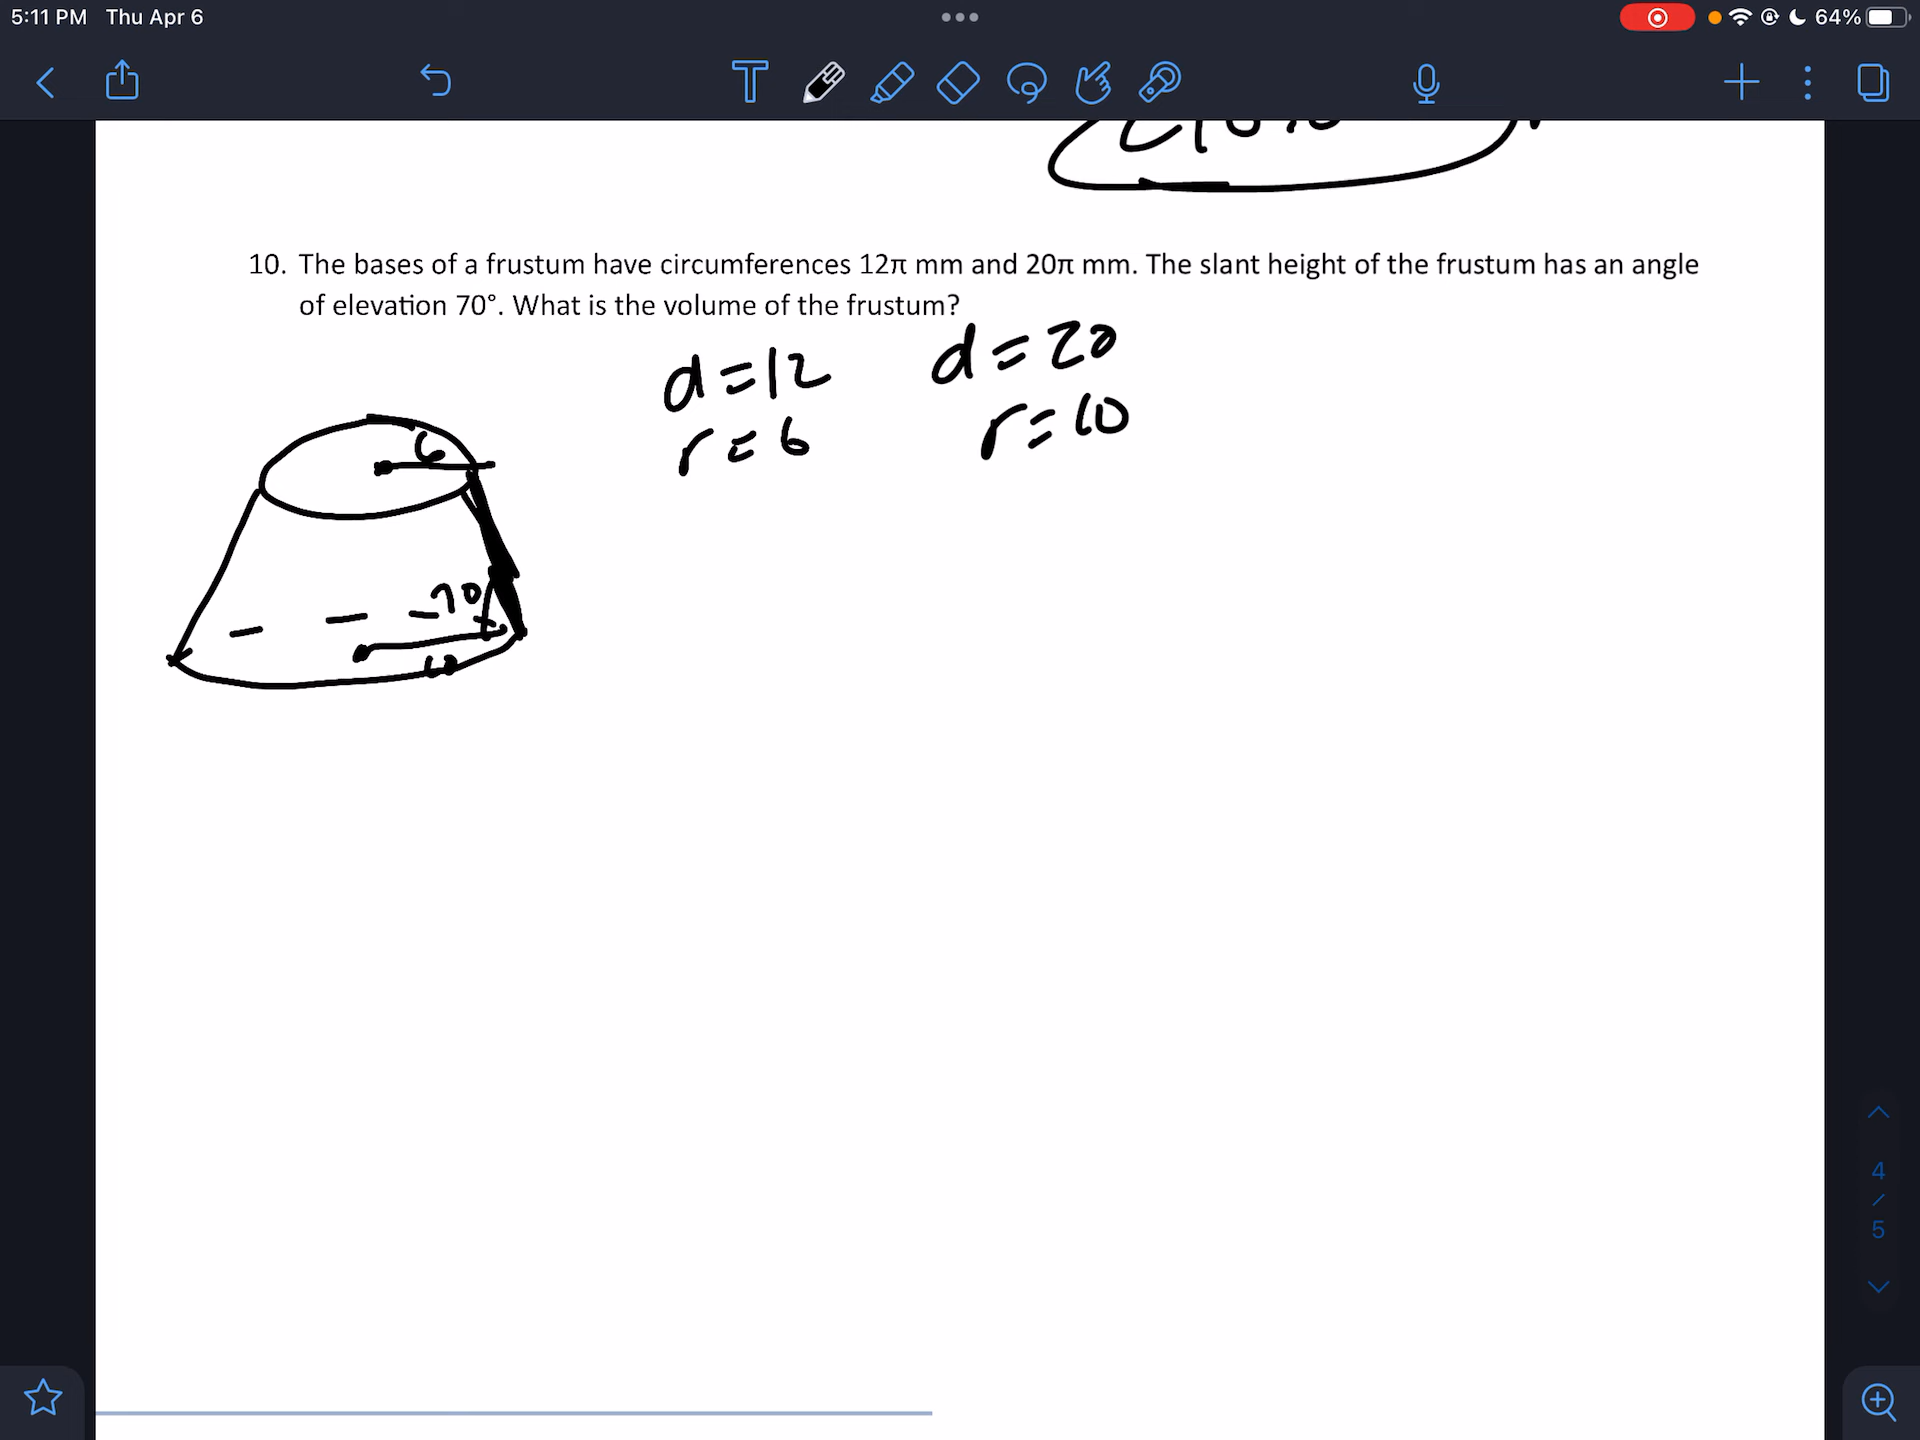 5:11 PM Thu Apr 6
64%
10. The bases of a frustum have circumferences 12π mm and 20π mm. The slant height of the frustum has an angle
of elevation 70°. What is the volume of the frustum?
d=12 d=20
r=6 r=10
6
70
10
4
/
5